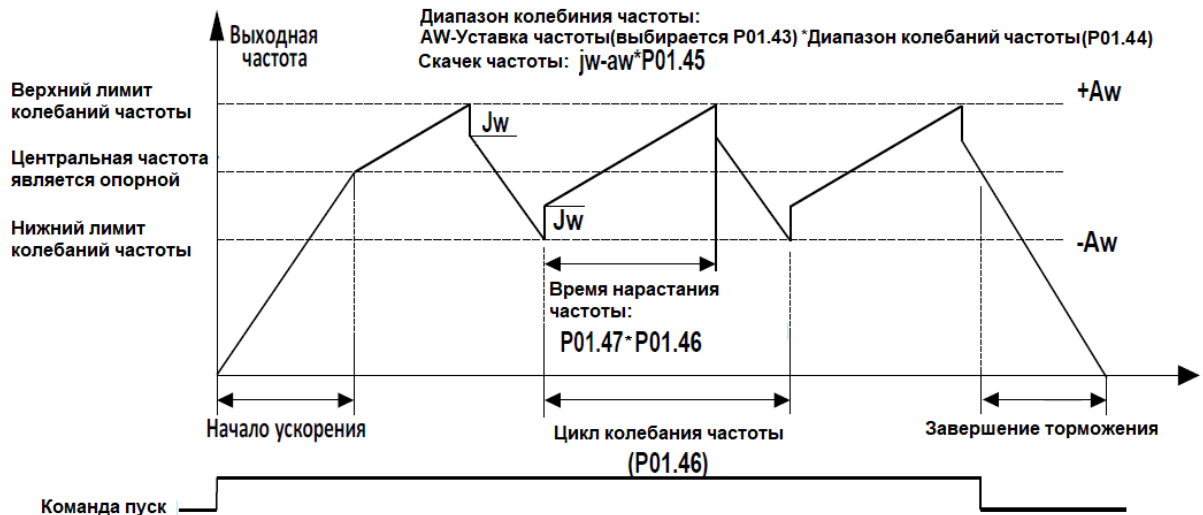 Диапазон колебиния частоты:
AW-Уставка частоты(выбирается P01.43) *Диапазон колебаний частоты(P01.44)
Скачек частоты: jw-aw*P01.45
Выходная
частота
Верхний лимит
колебаний частоты
+Aw
Jw
Центральная частота
является опорной
Jw
Нижний лимит
колебаний частоты
-Aw
Время нарастания
частоты:
P01.47*P01.46
Начало ускорения
Цикл колебания частоты
(P01.46)
Завершение торможения
Команда пуск